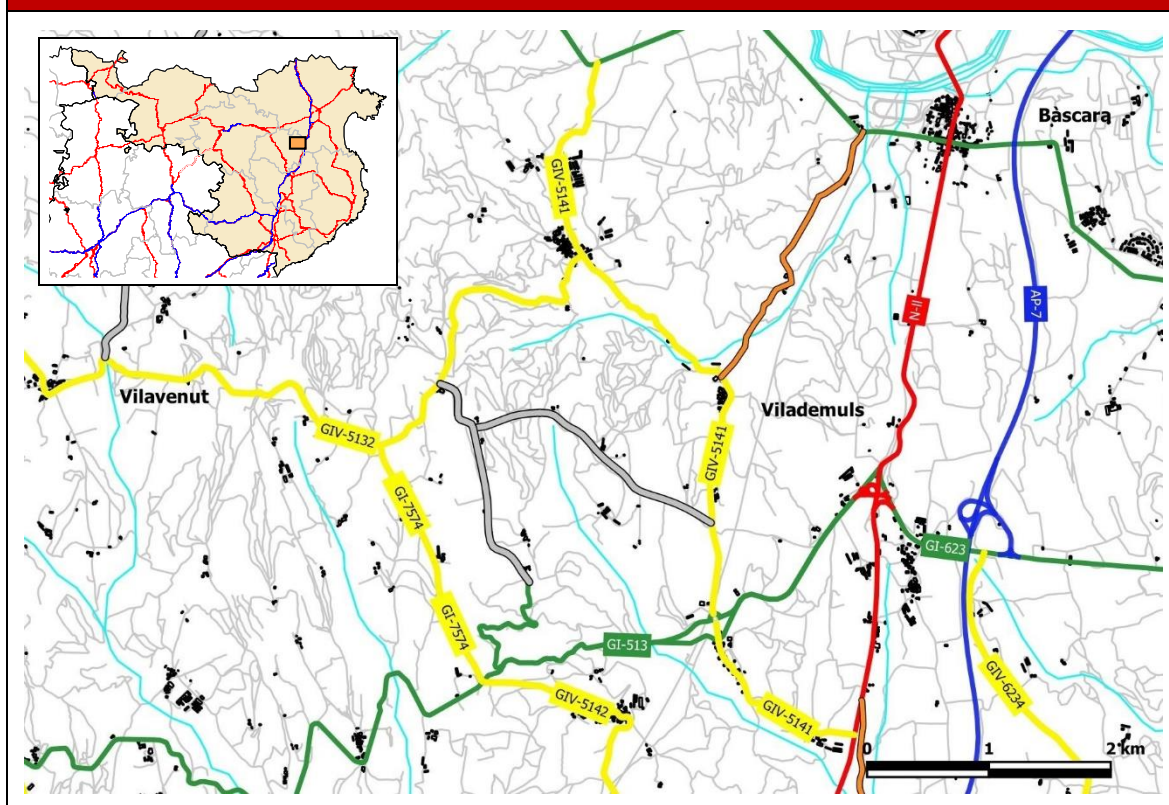 Bàscara
GIV-5141
N-II
AP-7
Vilavenut
Vilademuls
GIV-5132
GIV-5141
GI-7574
GI-623
GI-7574
GI-513
GIV-5142
GIV-5141
GIV-6234
0 1 2 km